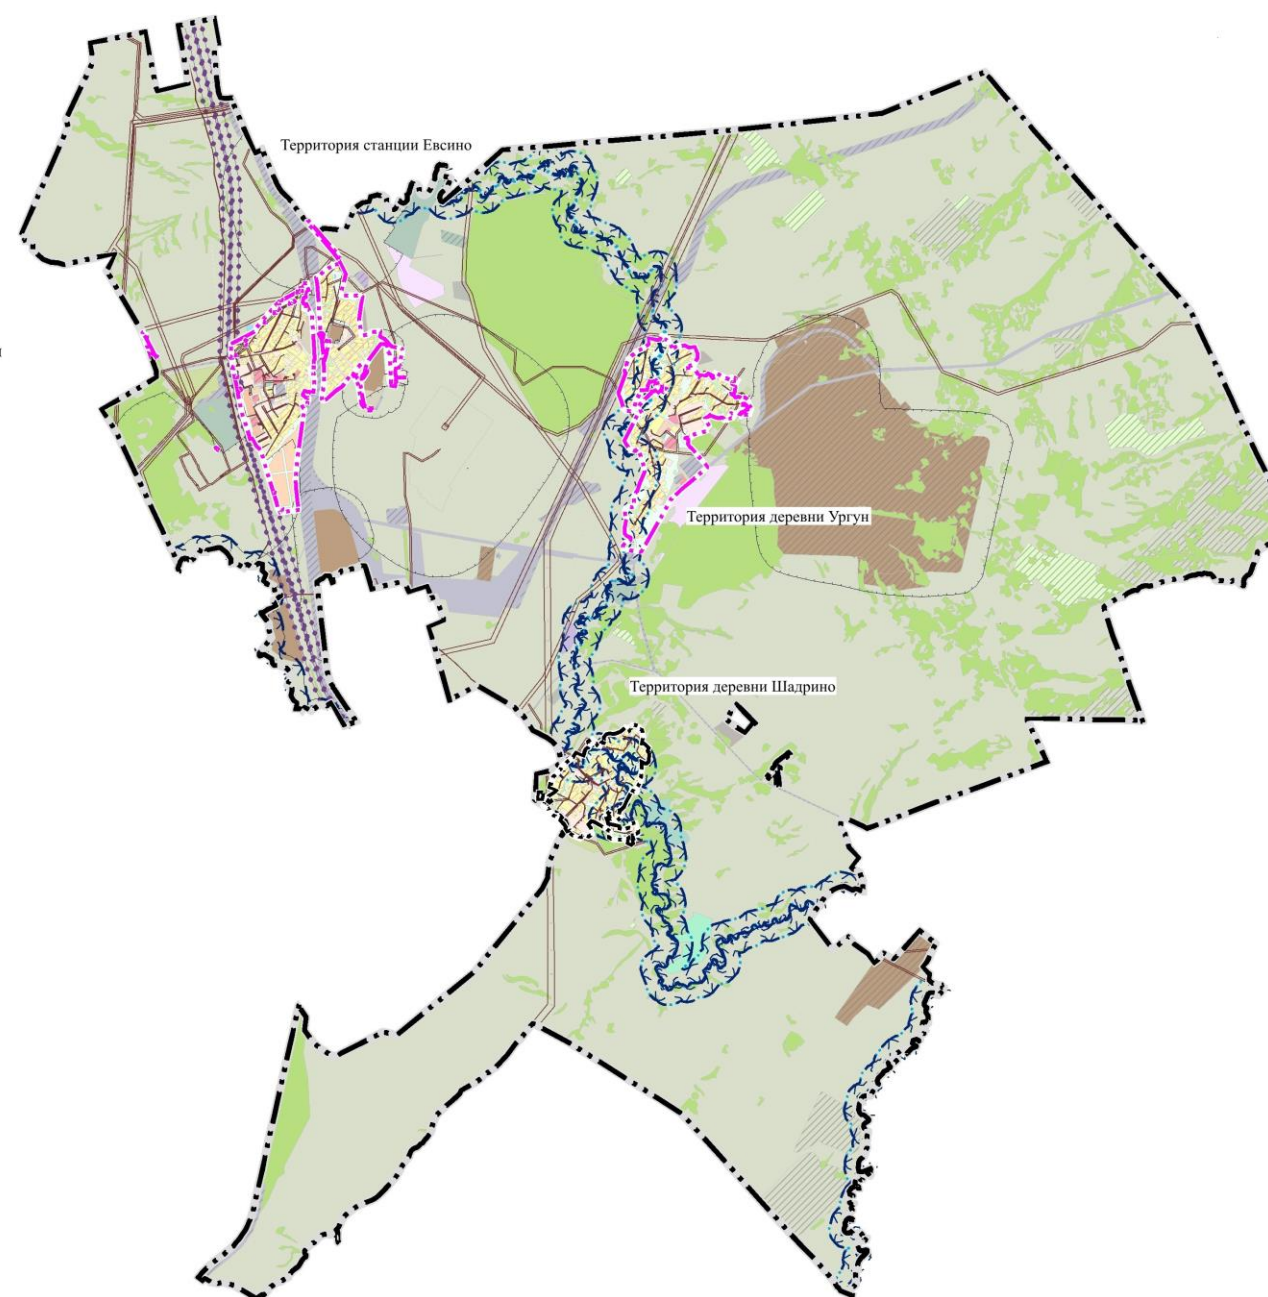 Территория станции Евсино
Территория деревни Ургун
Территория деревни Шадрино